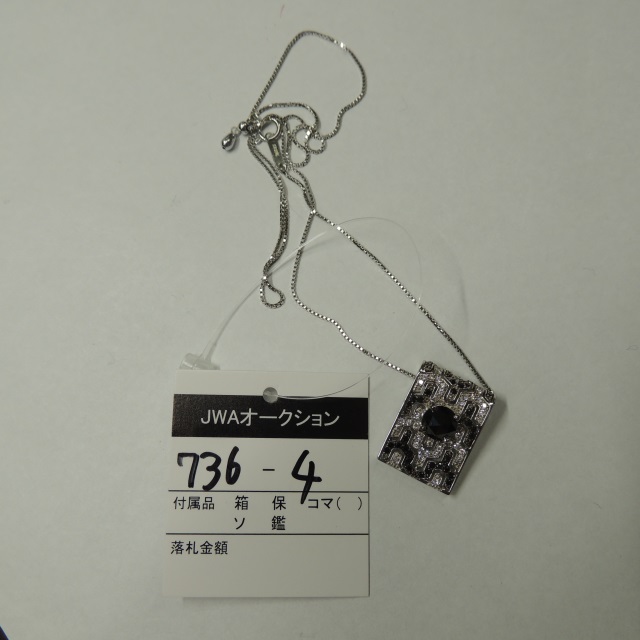 JWAオークション
736-4
付属品 箱 保 コマ( )
ソ 鑑
落札金額